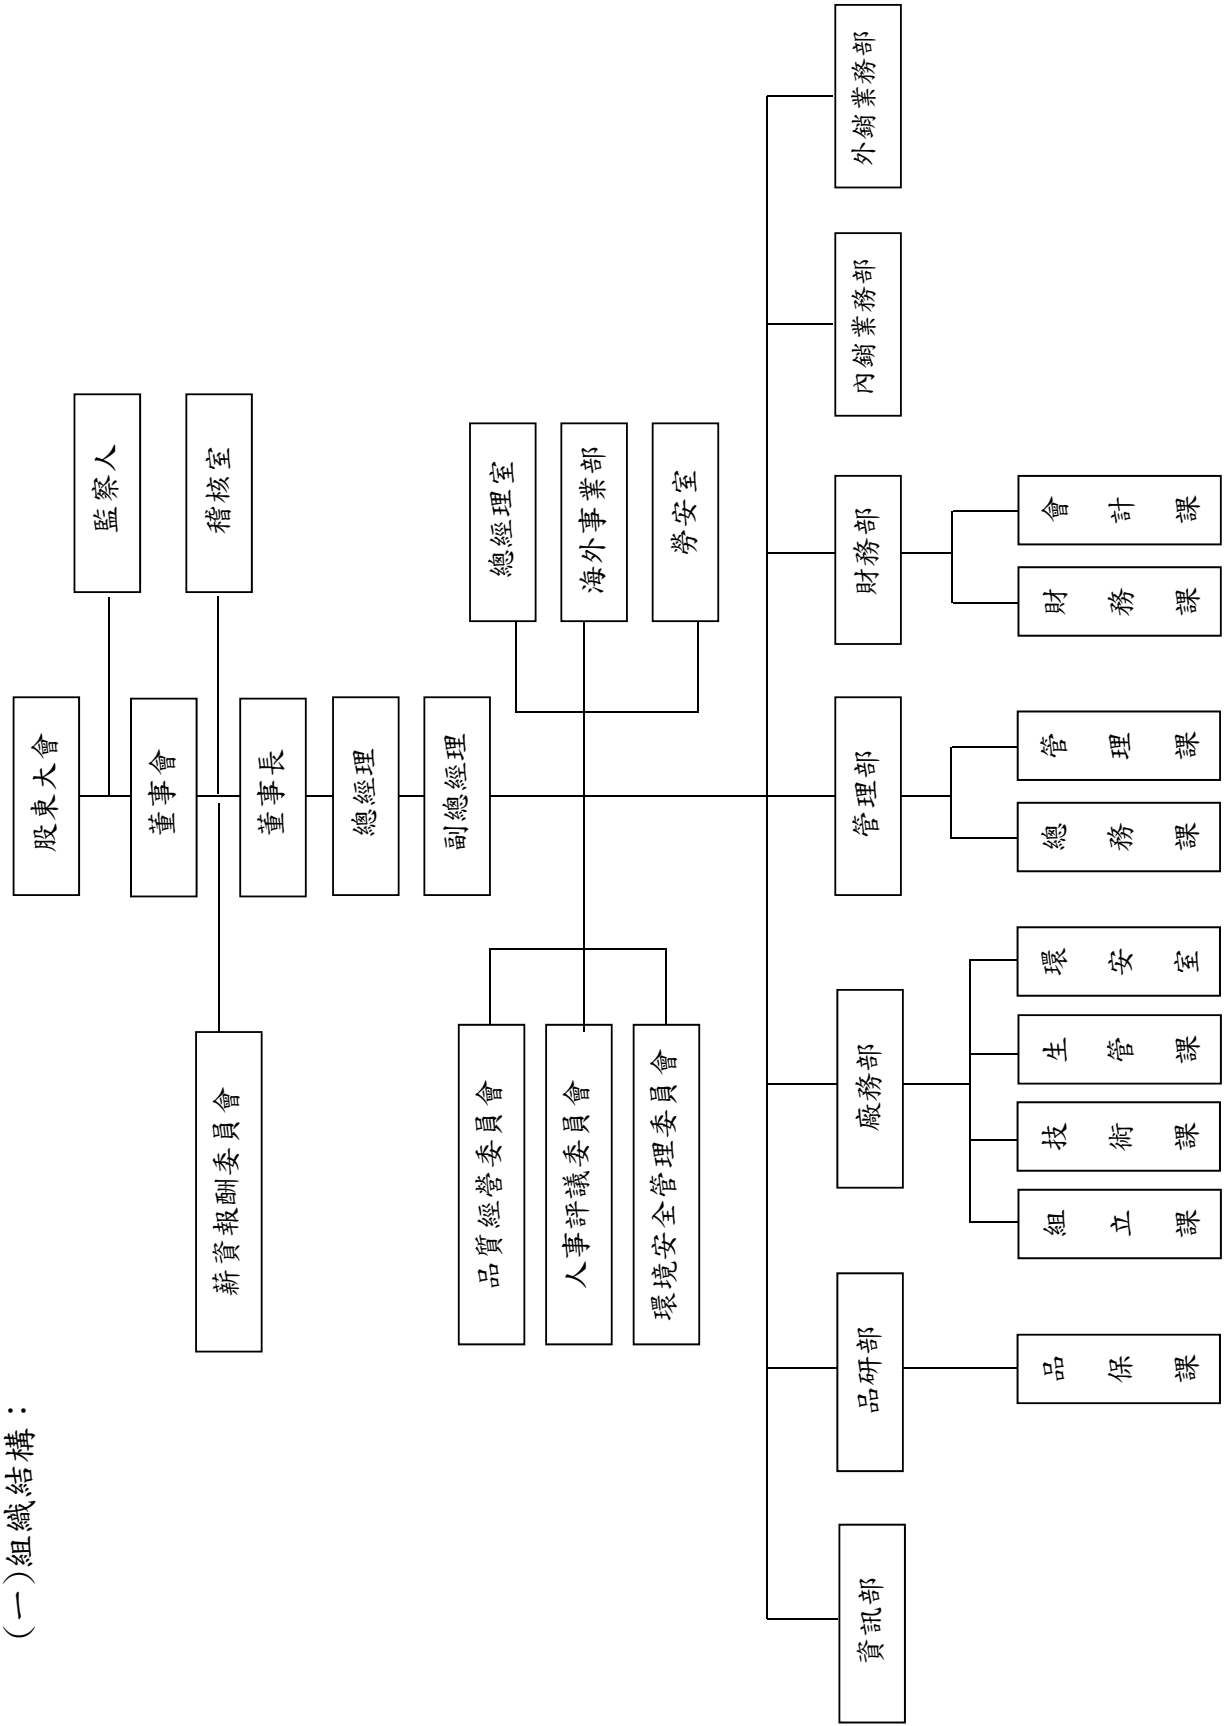 (一)組織結構：
股東大會
監察人
董事會
稽核室
薪資報酬委員會
董事長
總經理
副總經理
品質經營委員會
人事評議委員會
環境安全管理委員會
總經理室
海外事業部
勞安室
資訊部
品研部
廠務部
管理部
財務部
內銷業務部
外銷業務部
品保課
組立課
技術課
生管課
環安室
總務課
管理課
財務課
會計課